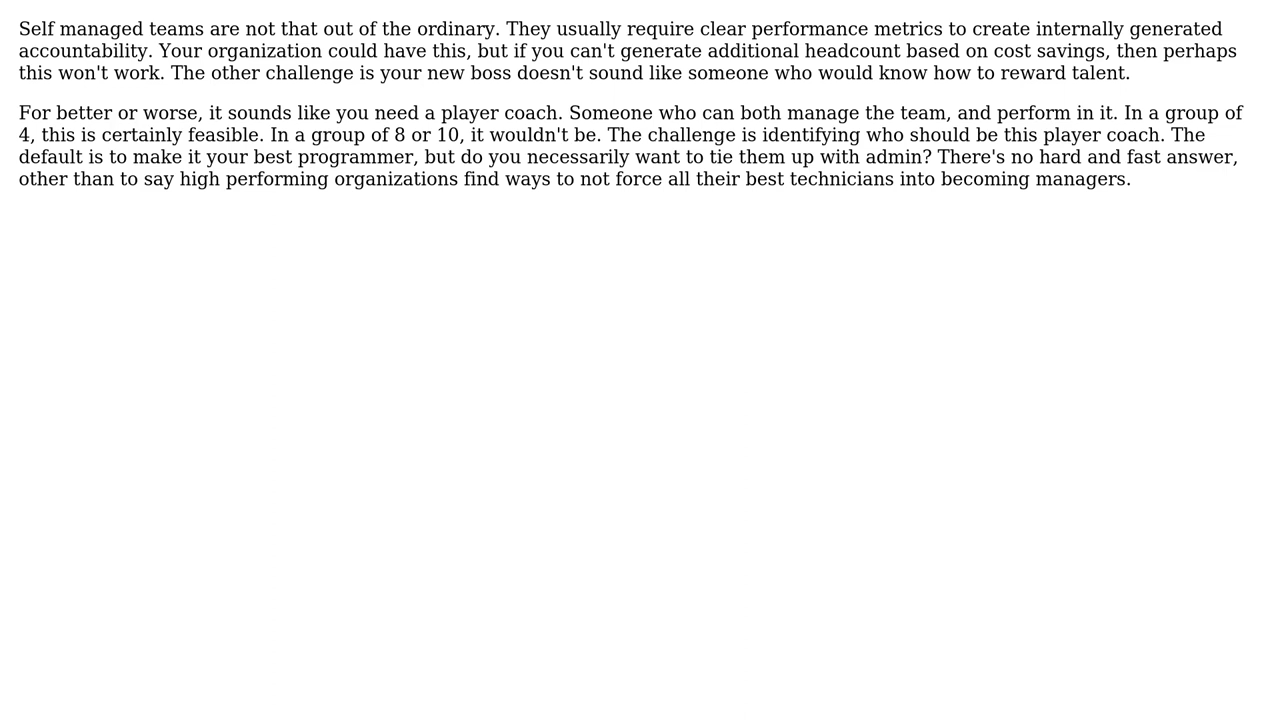 Self managed teams are not that out of the ordinary. They usually require clear performance metrics to create internally generated
accountability. Your organization could have this, but if you can't generate additional headcount based on cost savings, then perhaps
this won't work. The other challenge is your new boss doesn't sound like someone who would know how to reward talent.
For better or worse, it sounds like you need a player coach. Someone who can both manage the team, and perform in it. In a group of
4, this is certainly feasible. In a group of 8 or 10, it wouldn't be. The challenge is identifying who should be this player coach. The
default is to make it your best programmer, but do you necessarily want to tie them up with admin? There's no hard and fast answer,
other than to say high performing organizations find ways to not force all their best technicians into becoming managers.